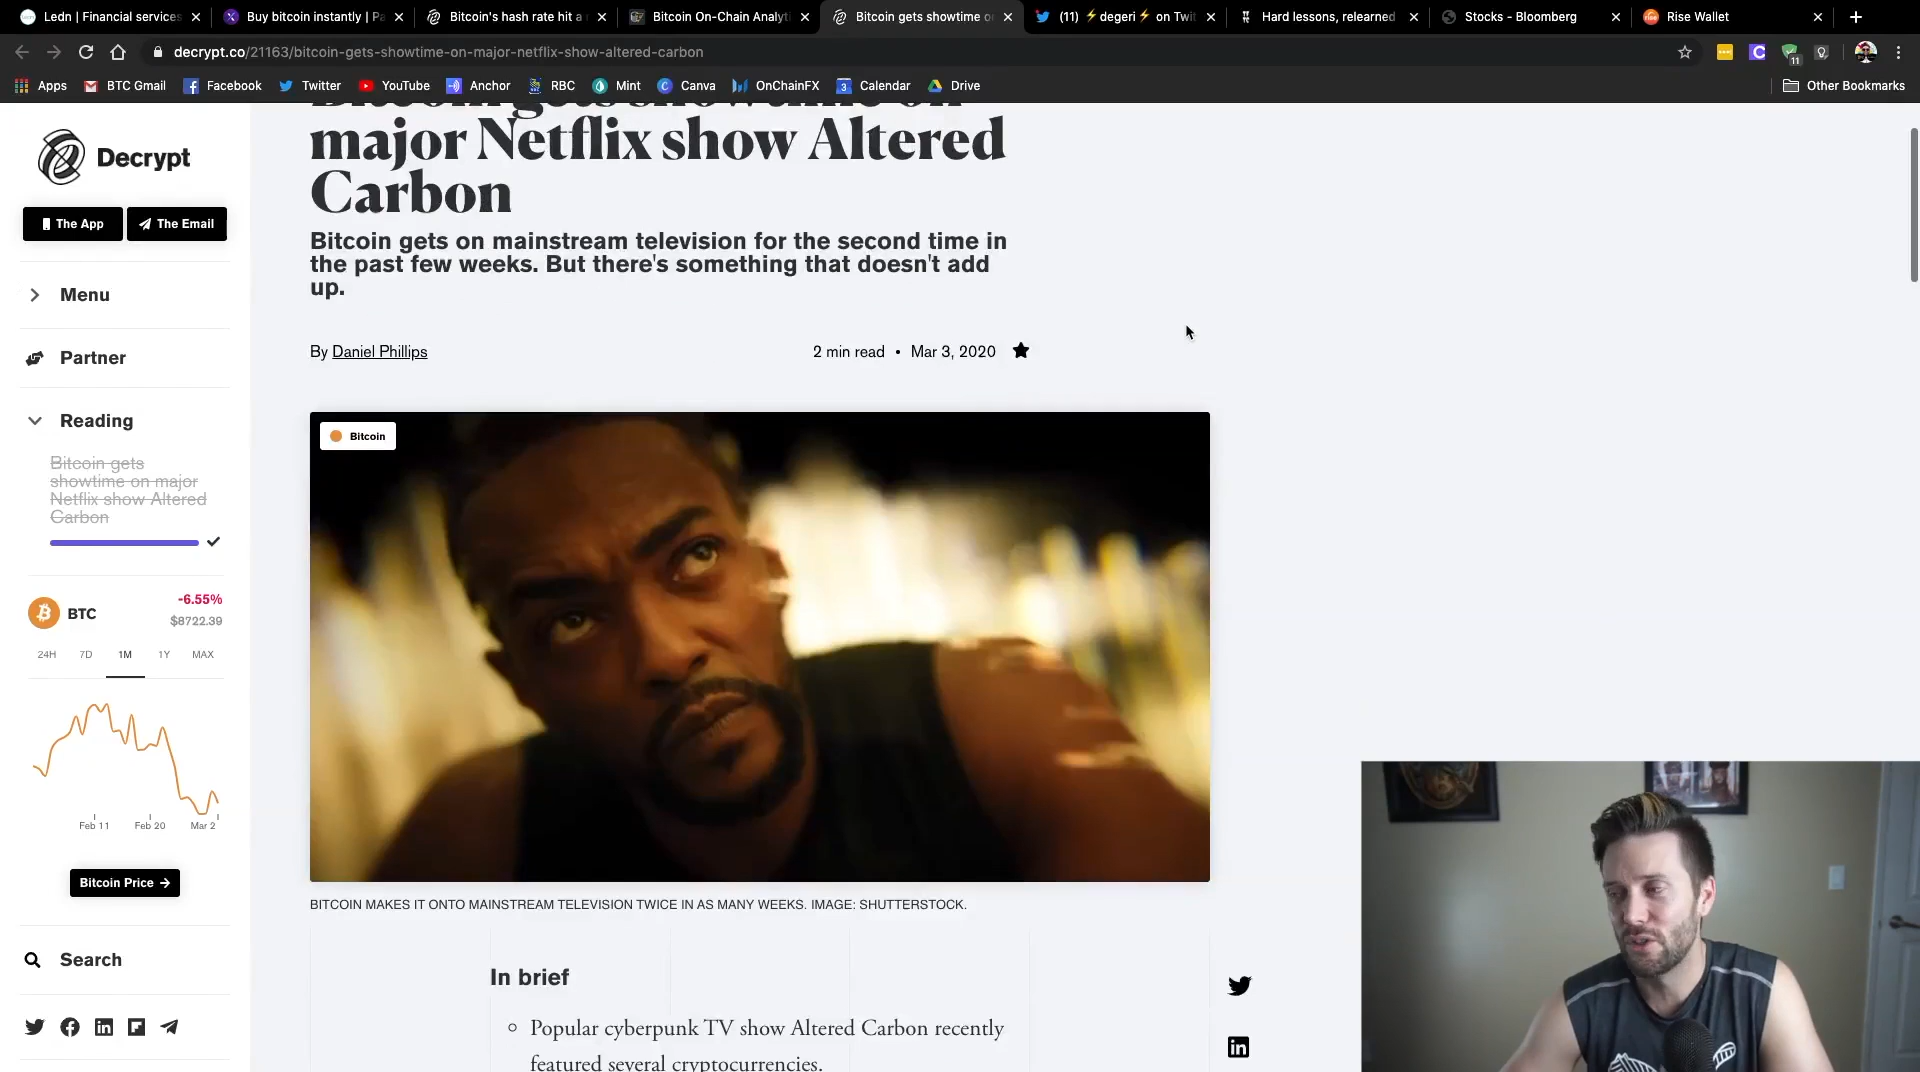 Ledn | Financial services
Buy bitcoin instantly | Pa
Bitcoin's hash rate hit a
Bitcoin On-Chain Analyti
Bitcoin gets showtime o
(11) ⚡degeri⚡ on Twit
Hard lessons, relearned
Stocks - Bloomberg
Rise Wallet
decrypt.co/21163/bitcoin-gets-showtime-on-major-netflix-show-altered-carbon
11
Apps
BTC Gmail
Facebook
Twitter
YouTube
Anchor
RBC
Mint
Canva
OnChainFX
Calendar
Drive
Other Bookmarks
Decrypt
The App
The Email
Menu
Partner
Reading
Bitcoin gets
showtime on major
Netflix show Altered
Carbon
BTC
-6.55%
$8722.39
24H 7D 1M 1Y MAX
Feb 11 Feb 20 Mar 2
Bitcoin Price →
Search
Bitcoin gets showtime on
major Netflix show Altered
Carbon
Bitcoin gets on mainstream television for the second time in
the past few weeks. But there's something that doesn't add
up.
By Daniel Phillips
2 min read • Mar 3, 2020
Bitcoin
BITCOIN MAKES IT ONTO MAINSTREAM TELEVISION TWICE IN AS MANY WEEKS. IMAGE: SHUTTERSTOCK.
In brief
Popular cyberpunk TV show Altered Carbon recently
featured several cryptocurrencies.